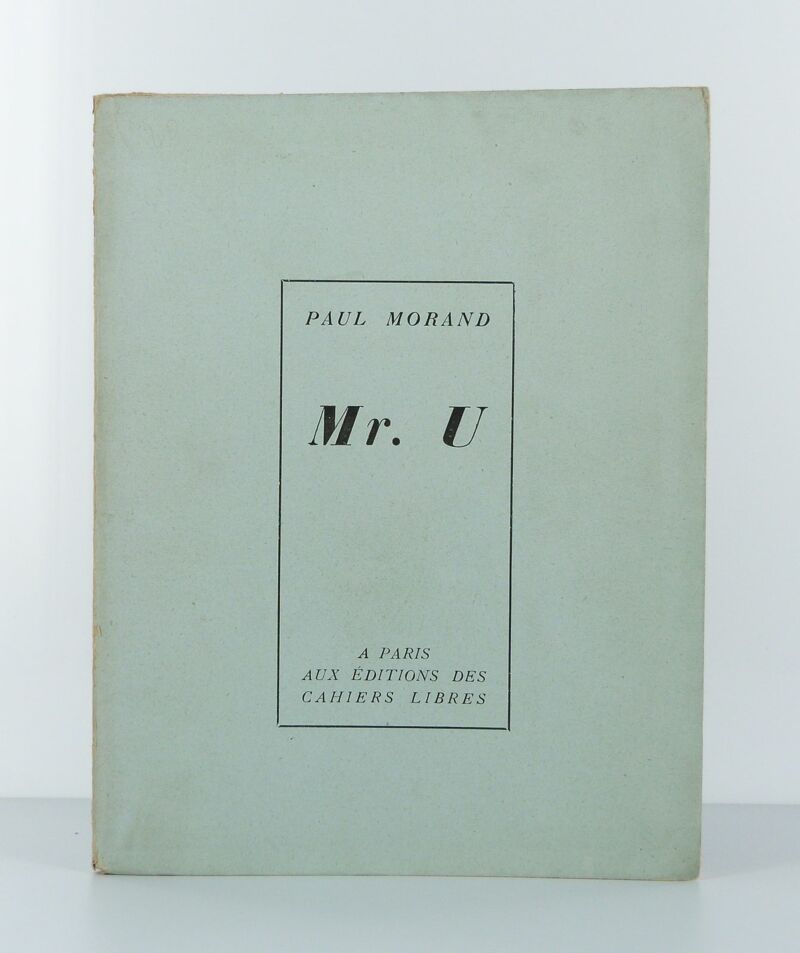 PAUL MORAND
Mr. U
A PARIS
AUX ÉDITIONS DES
CAHIERS LIBRES